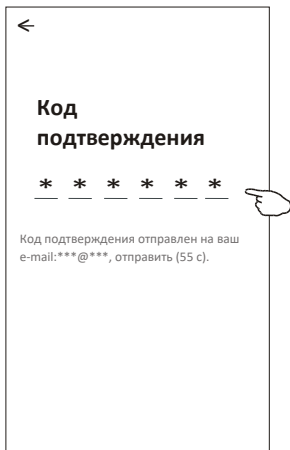 Код
подтверждения
* * * * * *
Код подтверждения отправлен на ваш
e-mail:***@***, отправить (55 с).